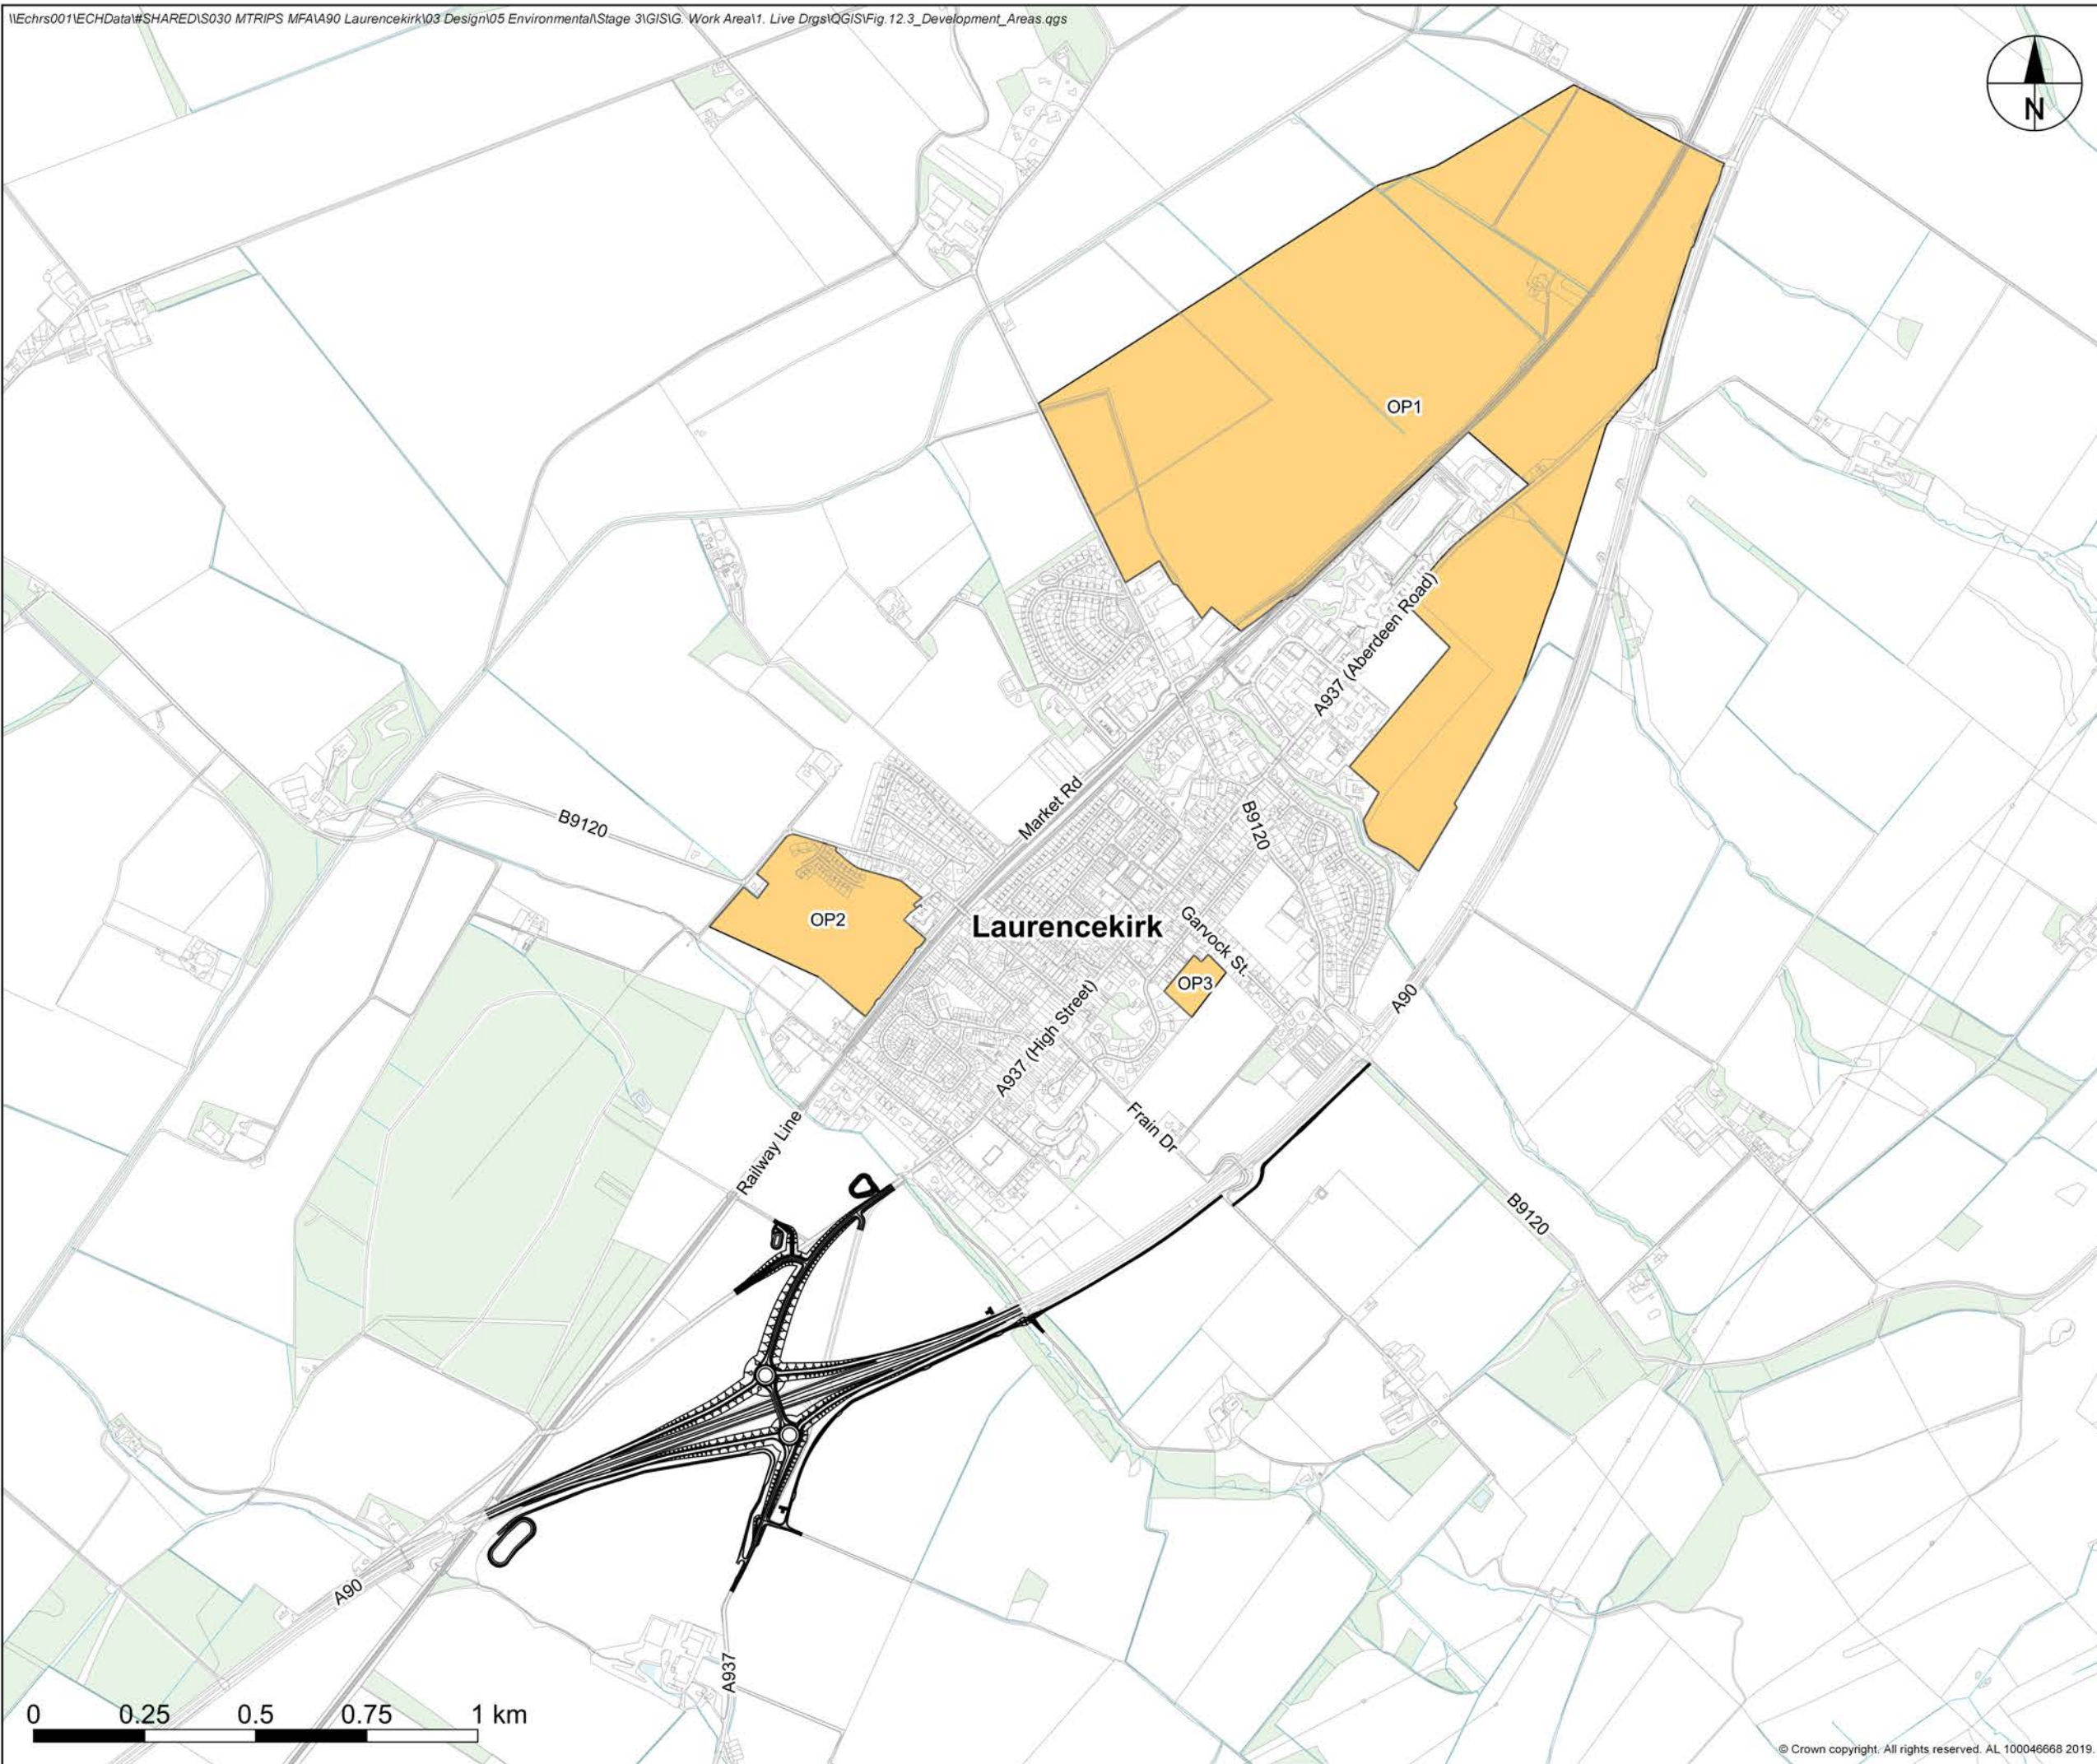 \\Echrs001\ECHData\#SHARED\S030 MTRIPS MFA\A90 Laurencekirk\03 Design\05 Environmental\Stage 3\GIS\G. Work Area\1. Live Drgs\QGIS\Fig.12.3_Development_Areas.qgs
N
OP1
A937 (Aberdeen Road)
Market Rd
B9120
B9120
OP2
Laurencekirk
Garvock St.
OP3
A90
A937 (High Street)
Frain Dr
Railway Line
B9120
A90
A937
0 0.25 0.5 0.75 1 km
© Crown copyright. All rights reserved. AL 100046668 2019.